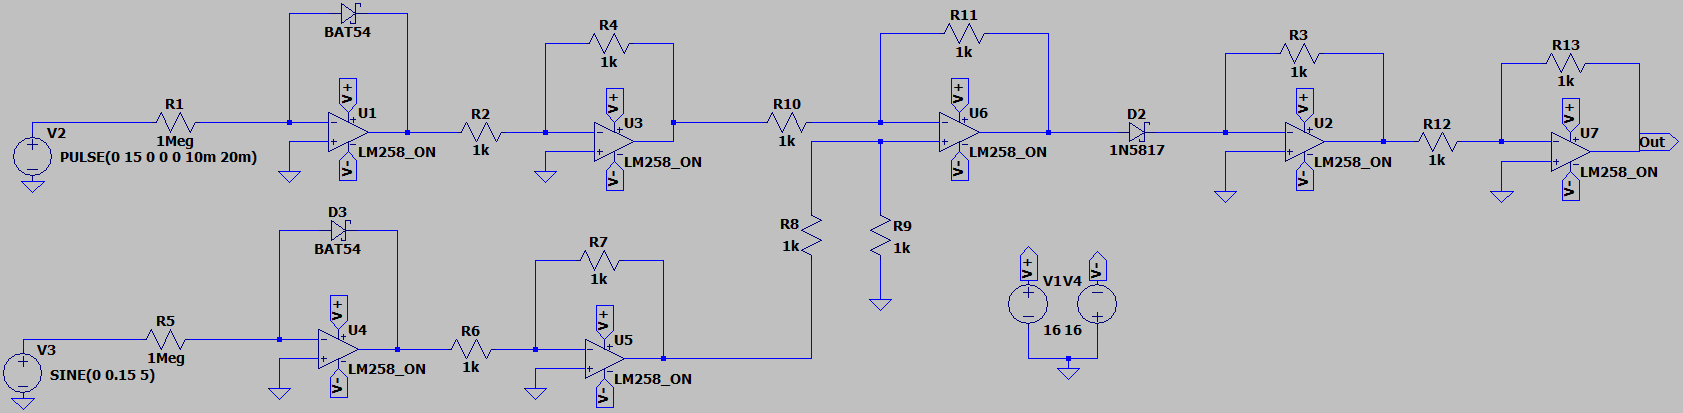 BAT54
R4
1k
R11
1k
R3
1k
R13
1k
V2
PULSE(0 15 0 0 0 10m 20m)
R1
1Meg
V+
U1
V-
LM258_ON
R2
1k
V+
U3
V-
LM258_ON
R10
1k
V+
U6
V-
LM258_ON
D2
1N5817
V+
U2
V-
LM258_ON
R12
1k
V+
U7
V-
LM258_ON
Out
D3
BAT54
R7
1k
R8
1k
R9
1k
V3
SINE(0 0.15 5)
R5
1Meg
V+
U4
V-
LM258_ON
R6
1k
V+
U5
V-
LM258_ON
V+
V1
16
V-
V4
16